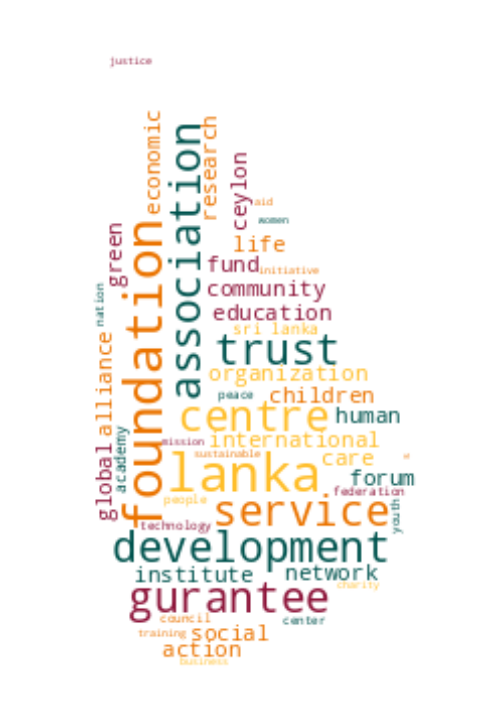 justice
economic
association
research
ceylon
aid
women
foundation
green
life
fund
initiative
nation
community
education
sri lanka
alliance
trust
organization
peace
children
centre
human
academy
mission
international
global
sustainable
care
lanka
forum
people
federation
service
youth
technology
development
institute
network
charity
gurantee
council
center
training
social
action
business